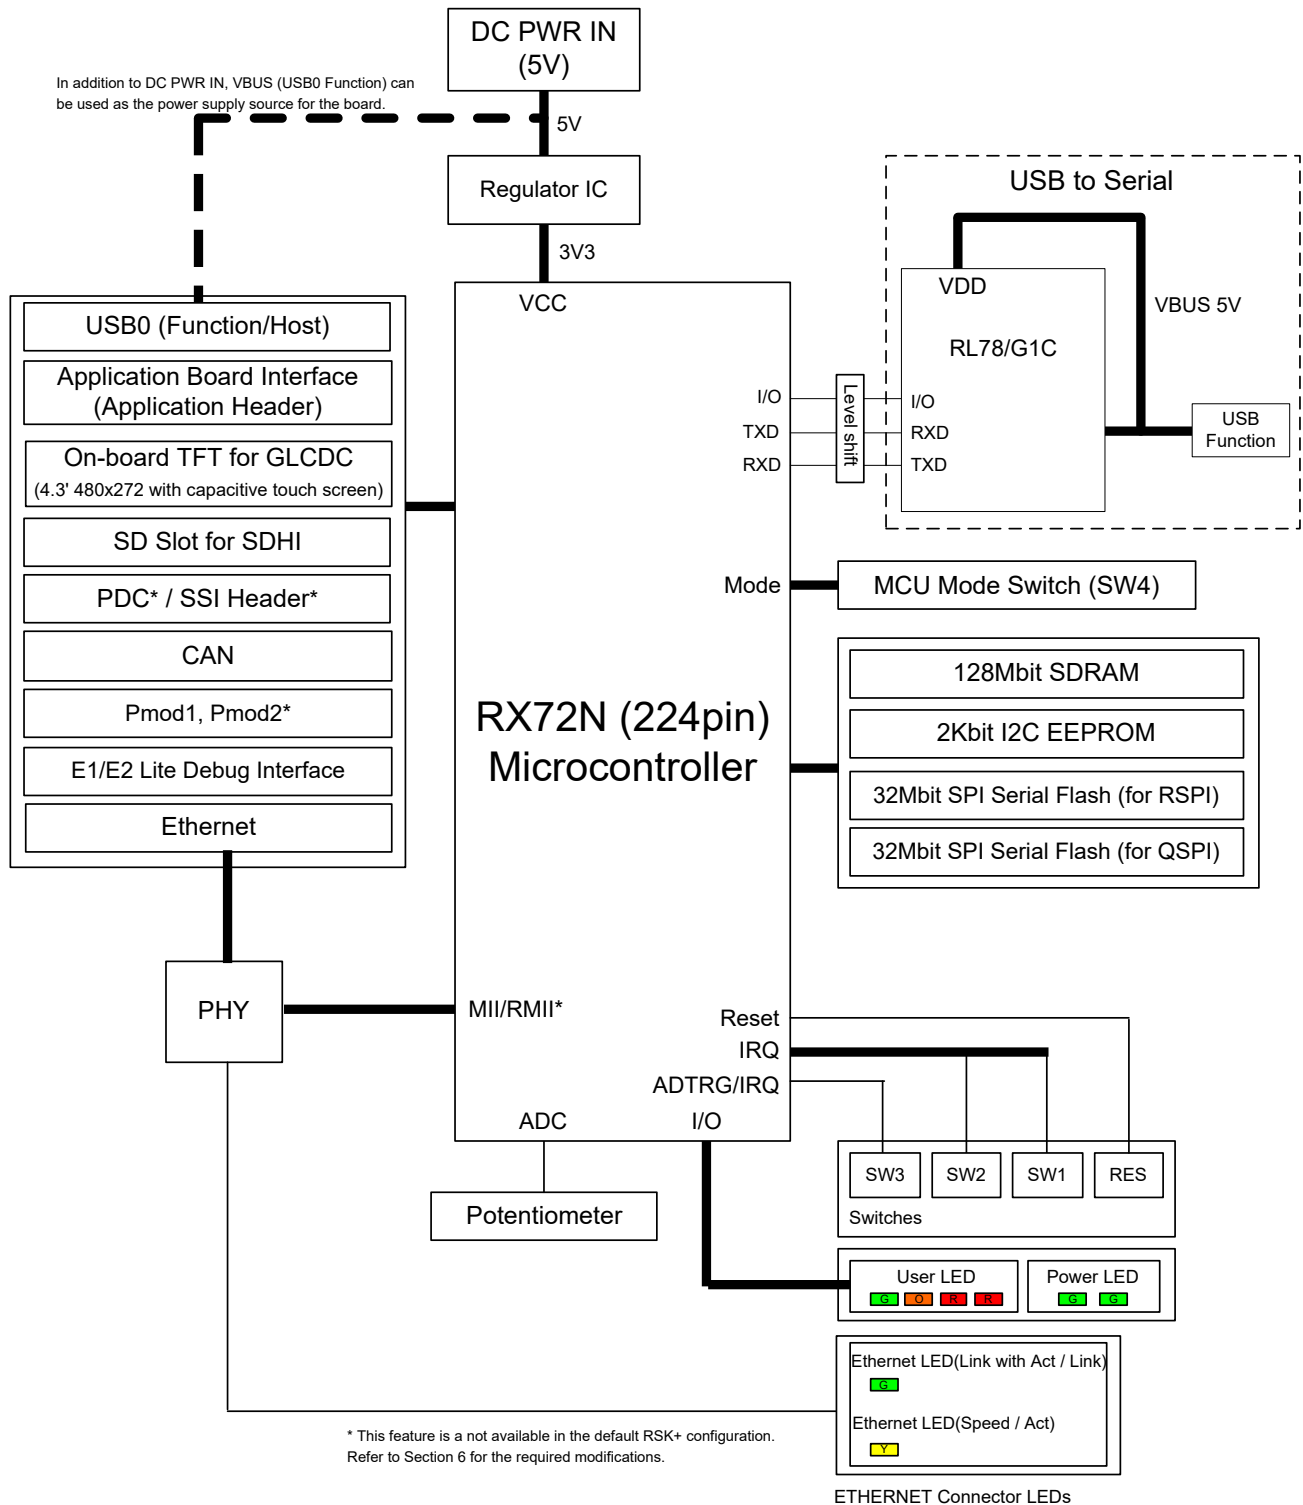 DC PWR IN
(5V)
In addition to DC PWR IN, VBUS (USB0 Function) can
be used as the power supply source for the board.
5V
Regulator IC
3V3
VCC
USB to Serial
VDD
VBUS 5V
RL78/G1C
I/O
RXD
TXD
USB
Function
Level shift
I/O
TXD
RXD
USB0 (Function/Host)
Application Board Interface
(Application Header)
On-board TFT for GLCDC
(4.3' 480x272 with capacitive touch screen)
SD Slot for SDHI
PDC* / SSI Header*
CAN
Pmod1, Pmod2*
E1/E2 Lite Debug Interface
Ethernet
Mode
MCU Mode Switch (SW4)
RX72N (224pin)
Microcontroller
128Mbit SDRAM
2Kbit I2C EEPROM
32Mbit SPI Serial Flash (for RSPI)
32Mbit SPI Serial Flash (for QSPI)
PHY
MII/RMII*
Reset
IRQ
ADTRG/IRQ
ADC
I/O
Potentiometer
SW3
SW2
SW1
RES
Switches
User LED
G
O
R
R
Power LED
G
G
Ethernet LED(Link with Act / Link)
G
Ethernet LED(Speed / Act)
Y
* This feature is a not available in the default RSK+ configuration.
Refer to Section 6 for the required modifications.
ETHERNET Connector LEDs